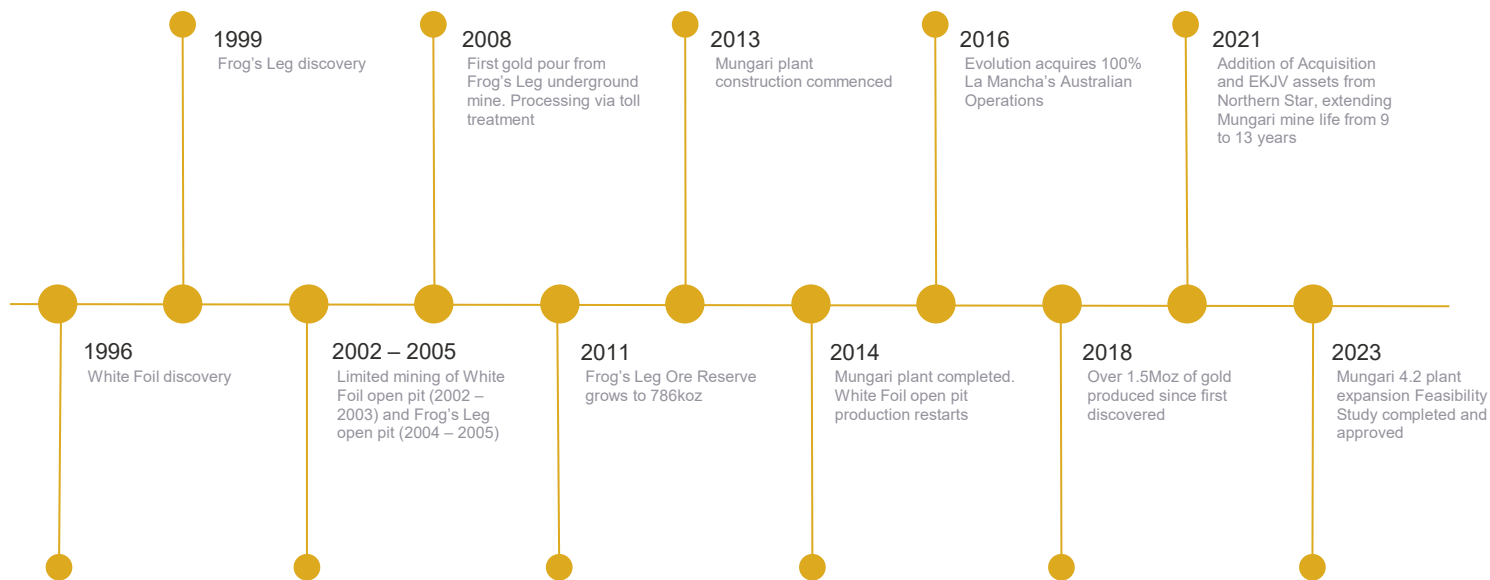 1999
Frog's Leg discovery
2008
First gold pour from
Frog's Leg underground
mine. Processing via toll
treatment
2013
Mungari plant
construction commenced
2016
Evolution acquires 100%
La Mancha's Australian
Operations
2021
Addition of Acquisition
and EKJV assets from
Northern Star, extending
Mungari mine life from 9
to 13 years
1996
White Foil discovery
2002 – 2005
Limited mining of White
Foil open pit (2002 –
2003) and Frog's Leg
open pit (2004 – 2005)
2011
Frog's Leg Ore Reserve
grows to 786koz
2014
Mungari plant completed.
White Foil open pit
production restarts
2018
Over 1.5Moz of gold
produced since first
discovered
2023
Mungari 4.2 plant
expansion Feasibility
Study completed and
approved